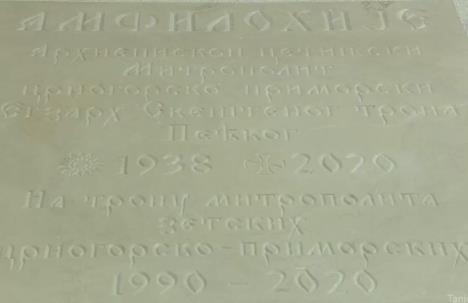 АМФИЛОХИЈЕ
Архиепископ цетињски
Митрополит
црногорско приморски
Егзарх Свештеног трона
Пећког
1938 2020
На трону митрополита
зетских
црногорско-приморских
1990 - 2020